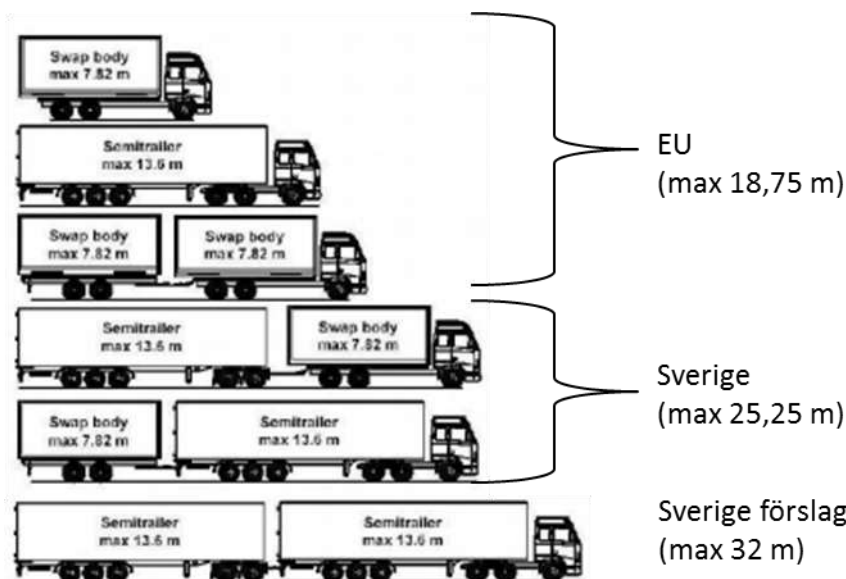 Swap body
max 7.82 m
Semitrailer
max 13.6 m
EU
(max 18,75 m)
Swap body
max 7.82 m
Swap body
max 7.82 m
Semitrailer
max 13.6 m
Swap body
max 7.82 m
Sverige
(max 25,25 m)
Swap body
max 7.82 m
Semitrailer
max 13.6 m
Semitrailer
max 13.6 m
Semitrailer
max 13.6 m
Sverige förslag
(max 32 m)